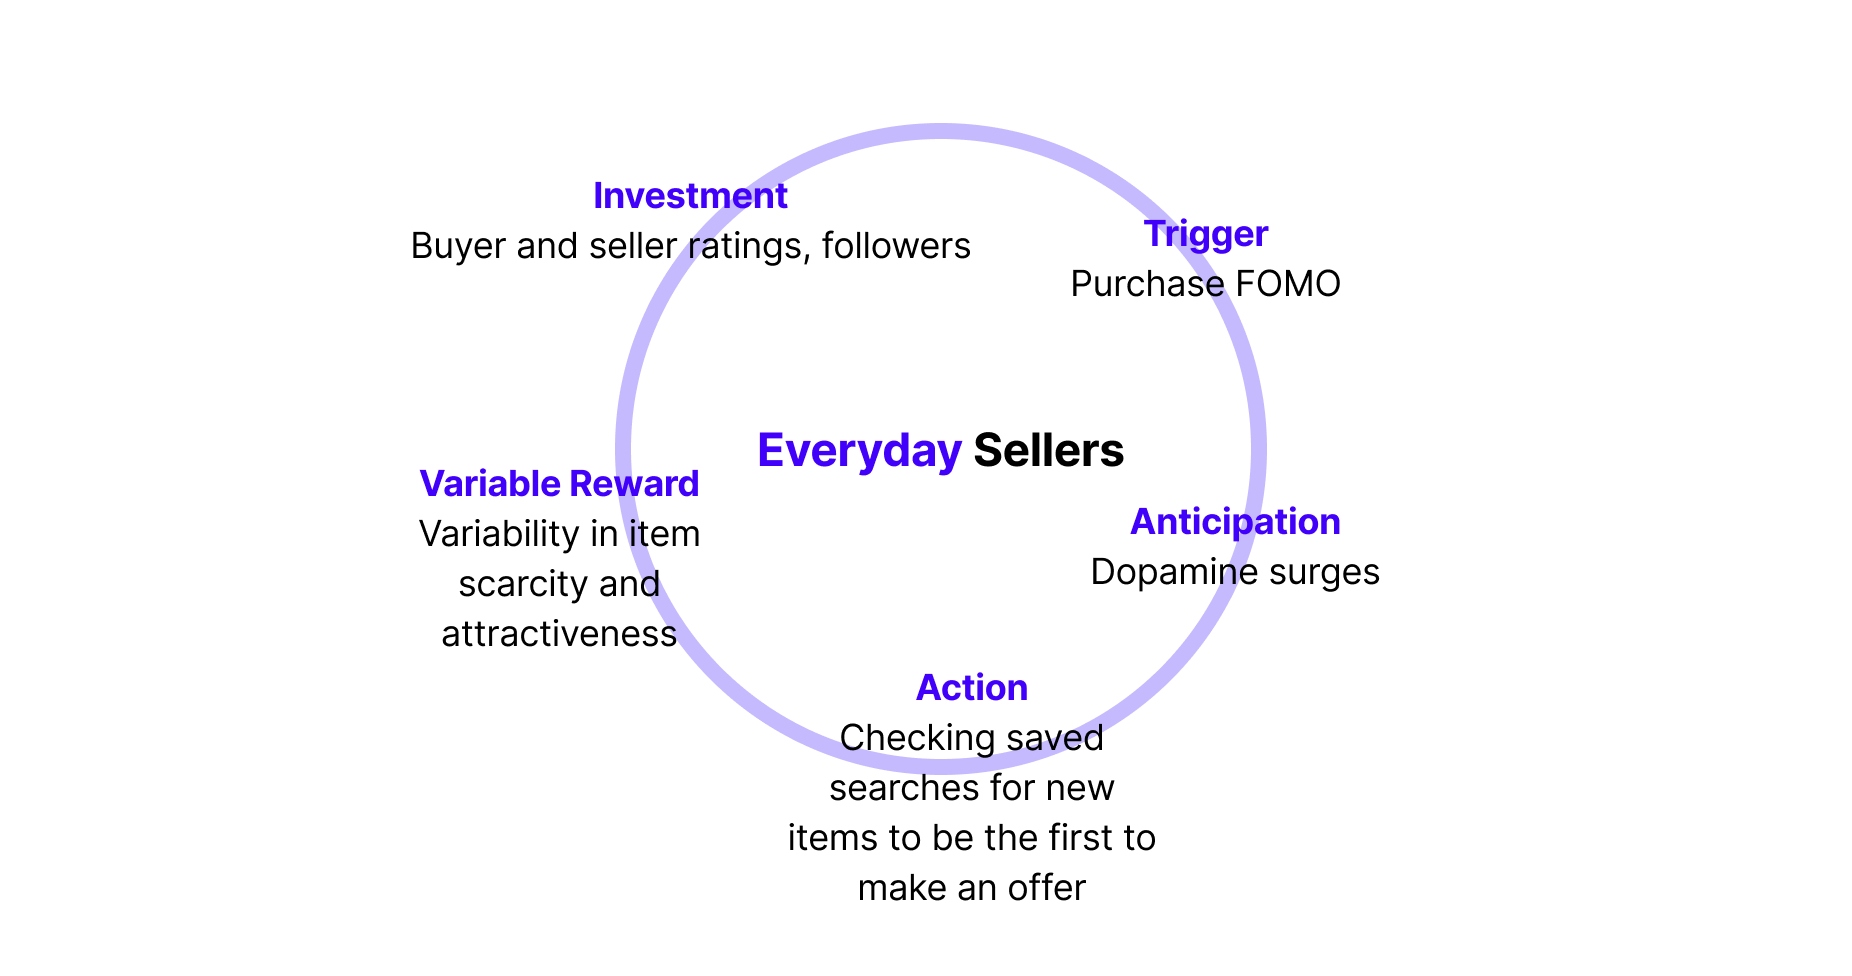 Investment
Buyer and seller ratings, followers
Trigger
Purchase FOMO
Everyday Sellers
Variable Reward
Variability in item
scarcity and
attractiveness
Anticipation
Dopamine surges
Action
Checking saved
searches for new
items to be the first to
make an offer